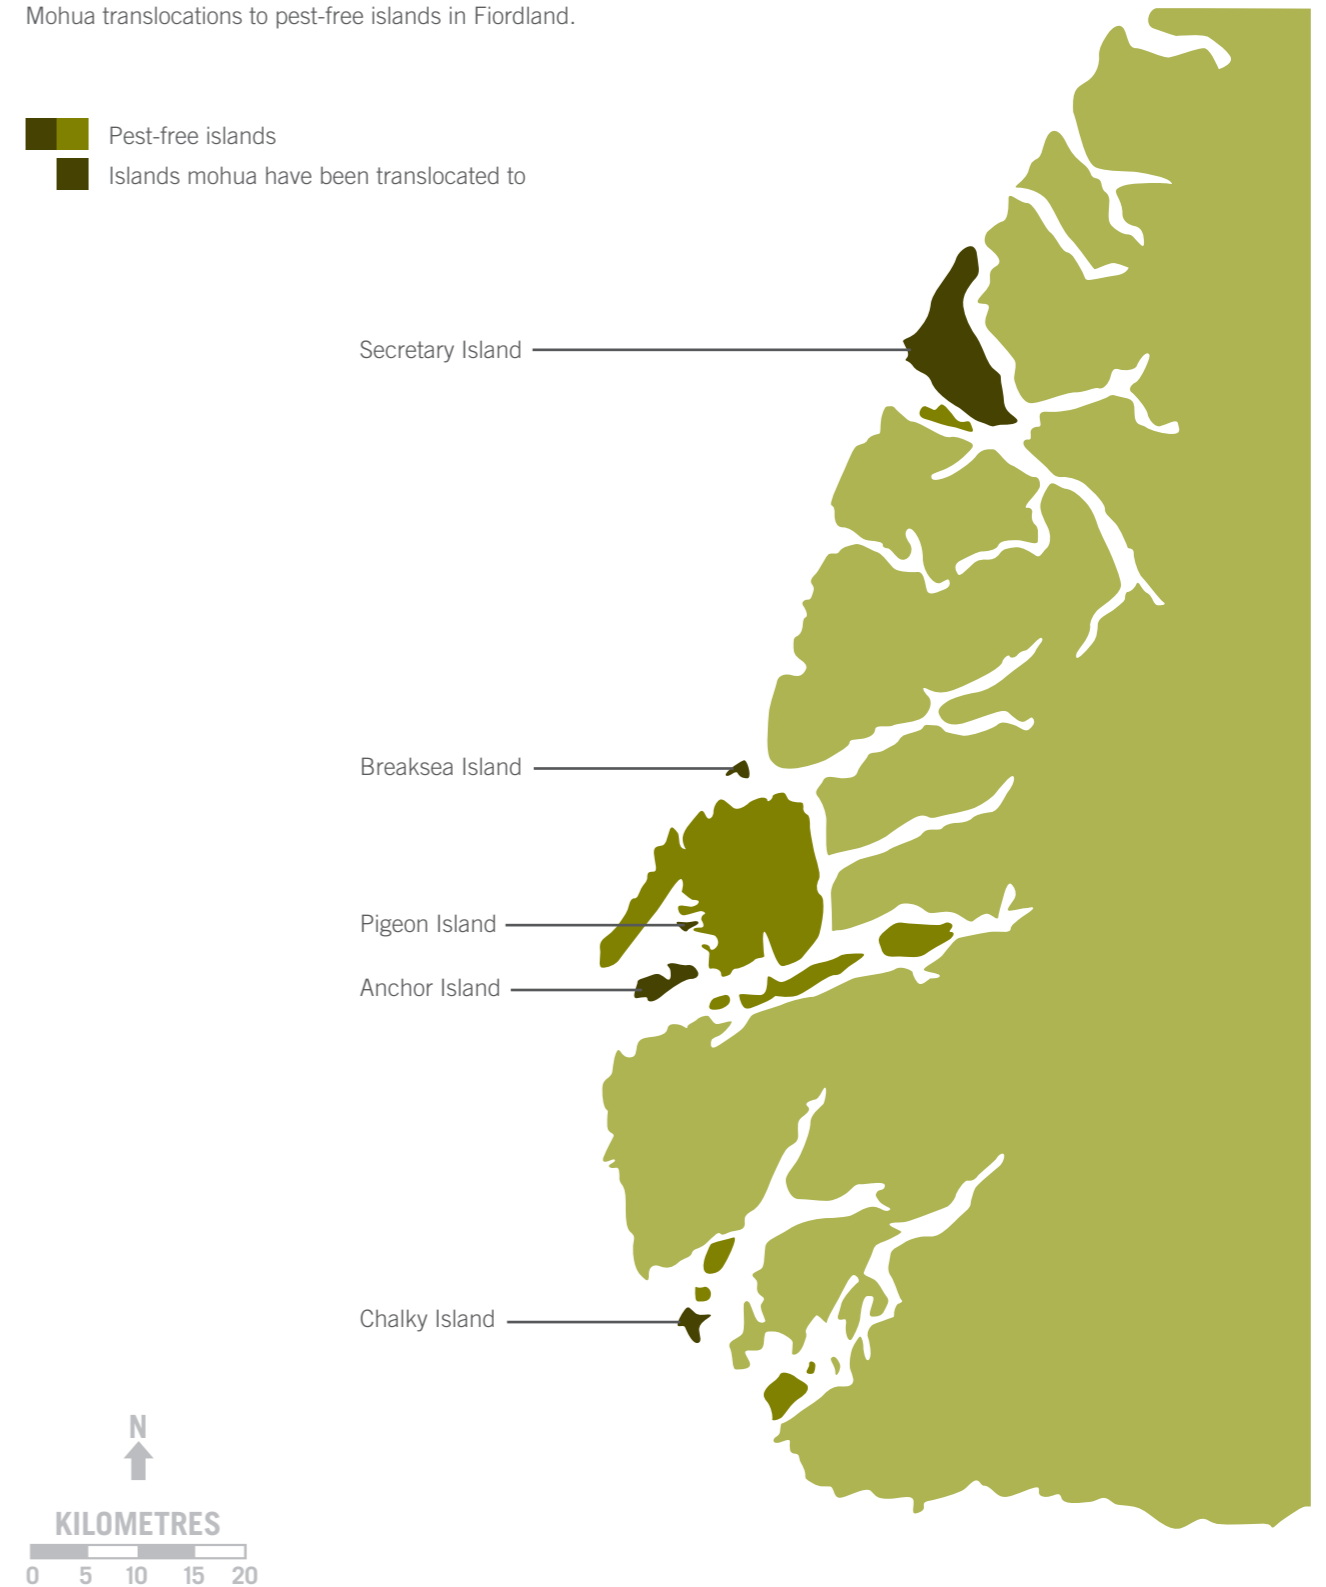 Mohua translocations to pest-free islands in Fiordland.
Pest-free islands
Islands mohua have been translocated to
Secretary Island
Breaksea Island
Pigeon Island
Anchor Island
Chalky Island
N
KILOMETRES
0 5 10 15 20